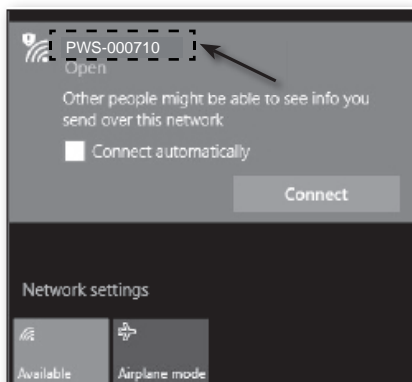 PWS-000710
Open
Other people might be able to see info you
send over this network
Connect automatically
Connect
Network settings
Available
Airplane mode